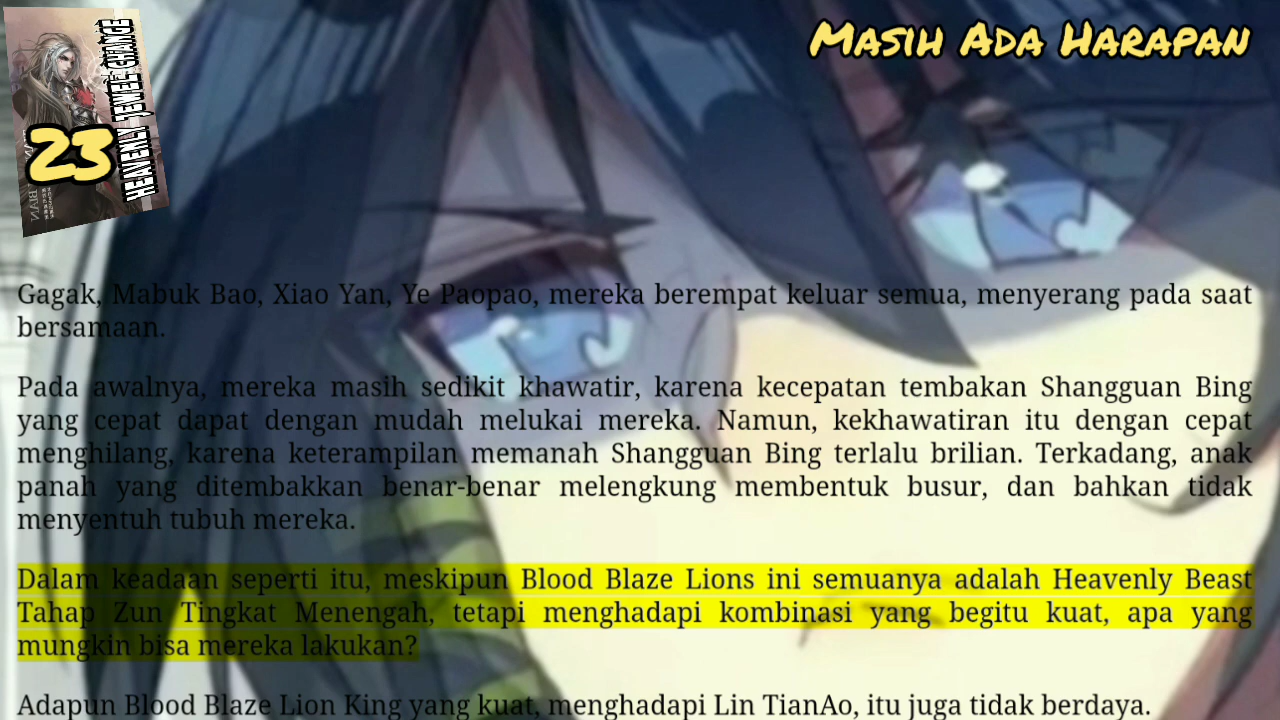 Masih Ada Harapan
HEAVENLY JEWEL CHANGE
23
Gagak, Mabuk Bao, Xiao Yan, Ye Paopao, mereka berempat keluar semua, menyerang pada saat
bersamaan.
Pada awalnya, mereka masih sedikit khawatir, karena kecepatan tembakan Shangguan Bing
yang cepat dapat dengan mudah melukai mereka. Namun, kekhawatiran itu dengan cepat
menghilang, karena keterampilan memanah Shangguan Bing terlalu brilian. Terkadang, anak
panah yang ditembakkan benar-benar melengkung membentuk busur, dan bahkan tidak
menyentuh tubuh mereka.
Dalam keadaan seperti itu, meskipun Blood Blaze Lions ini semuanya adalah Heavenly Beast
Tahap Zun Tingkat Menengah, tetapi menghadapi kombinasi yang begitu kuat, apa yang
mungkin bisa mereka lakukan?
Adapun Blood Blaze Lion King yang kuat, menghadapi Lin TianAo, itu juga tidak berdaya.